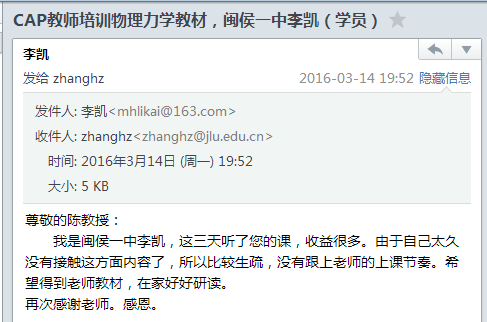 CAP教师培训物理力学教材，闽侯一中李凯（学员）
李凯
发给 zhanghz 2016-03-14 19:52 隐藏信息
发件人: 李凯<mhlikai@163.com>
收件人: zhanghz<zhanghz@jlu.edu.cn>
时间: 2016年3月14日 (周一) 19:52
大小: 5 KB
尊敬的陈教授：
我是闽侯一中李凯，这三天听了您的课，收益很多。由于自己太久
没有接触这方面内容了，所以比较生疏，没有跟上老师的上课节奏。希
望得到老师教材，在家好好研读。
再次感谢老师。感恩。